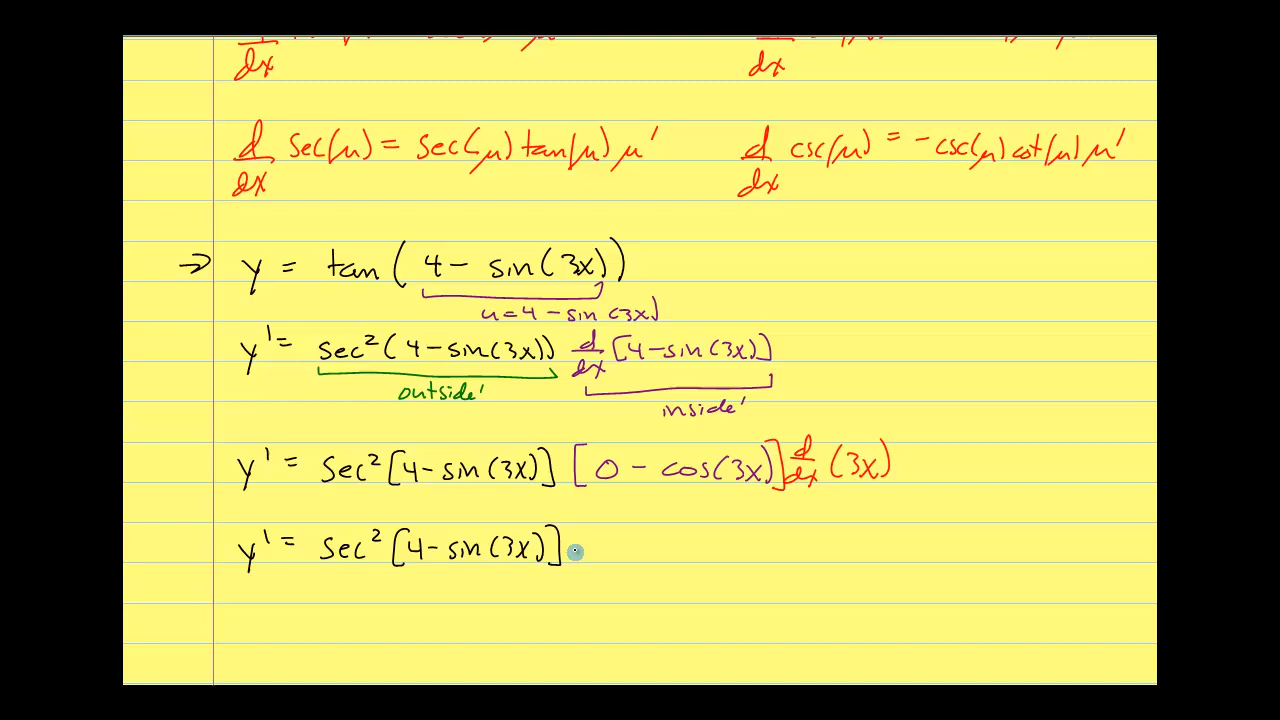 d/dx d/dx
d/dx sec(μ) = sec(μ) tan(μ) μ' d/dx csc(μ) = -csc(μ) cot(μ) μ'
→ y = tan( 4 - sin(3x))
u = 4 - sin(3x)
y' = sec²(4-sin(3x)) d/dx [4-sin(3x)]
outside' inside'
y' = sec²[4-sin(3x)] [0 - cos(3x)] d/dx (3x)
y' = sec²[4-sin(3x)]